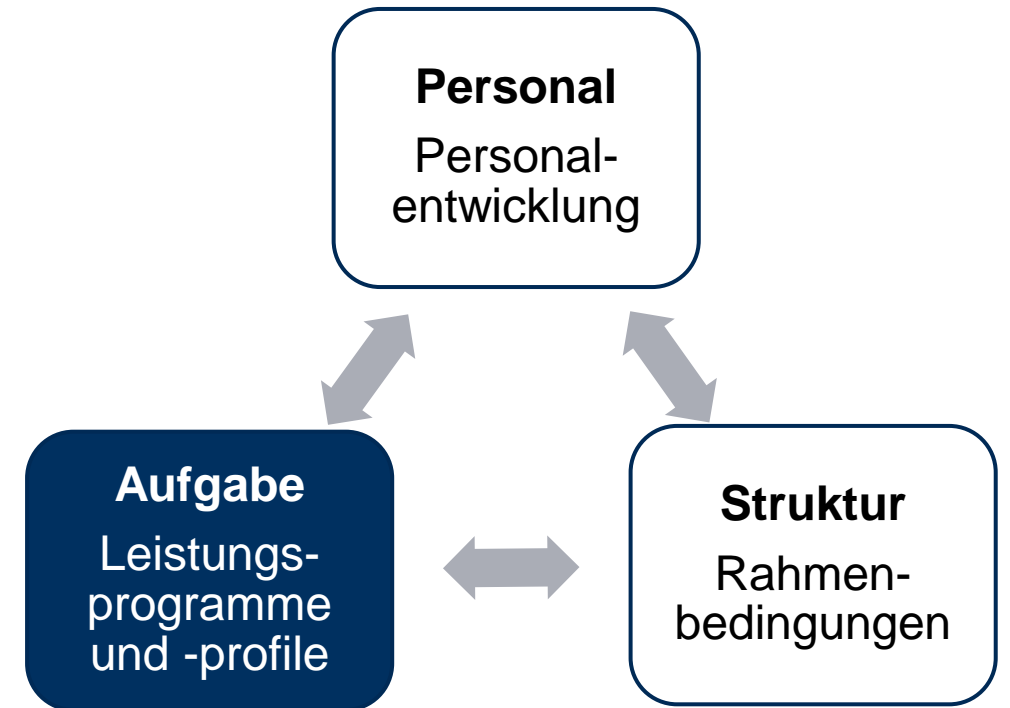 Personal
Personal-
entwicklung
Aufgabe
Leistungs-
programme
und -profile
Struktur
Rahmen-
bedingungen